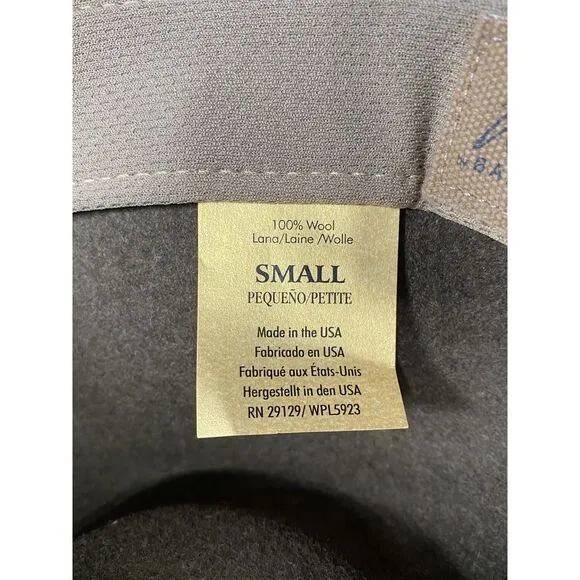 100% Wool
Lana/Laine /Wolle
SMALL
PEQUEÑO/PETITE
Made in the USA
Fabricado en USA
Fabriqué aux États-Unis
Hergestellt in den USA
RN 29129/ WPL5923